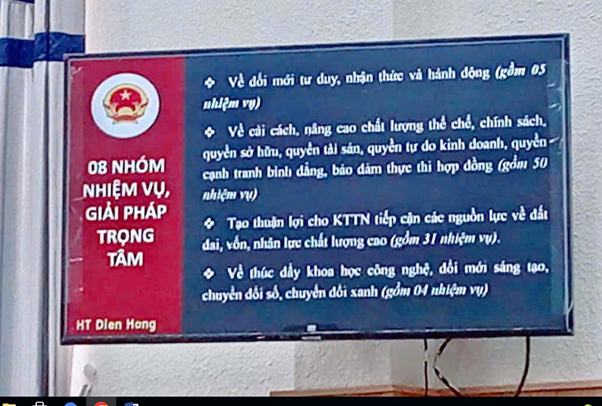 08 NHÓM
NHIỆM VỤ,
GIẢI PHÁP
TRỌNG
TÂM
HT Dien Hong
❖ Về đổi mới tư duy, nhận thức và hành động (gồm 05
nhiệm vụ)
❖ Về cải cách, nâng cao chất lượng thể chế, chính sách,
quyền sở hữu, quyền tài sản, quyền tự do kinh doanh, quyền
cạnh tranh bình đẳng, bảo đảm thực thi hợp đồng (gồm 50
nhiệm vụ)
❖ Tạo thuận lợi cho KTTN tiếp cận các nguồn lực về đất
đai, vốn, nhân lực chất lượng cao (gồm 31 nhiệm vụ).
❖ Về thúc đẩy khoa học công nghệ, đổi mới sáng tạo,
chuyển đổi số, chuyển đổi xanh (gồm 04 nhiệm vụ)